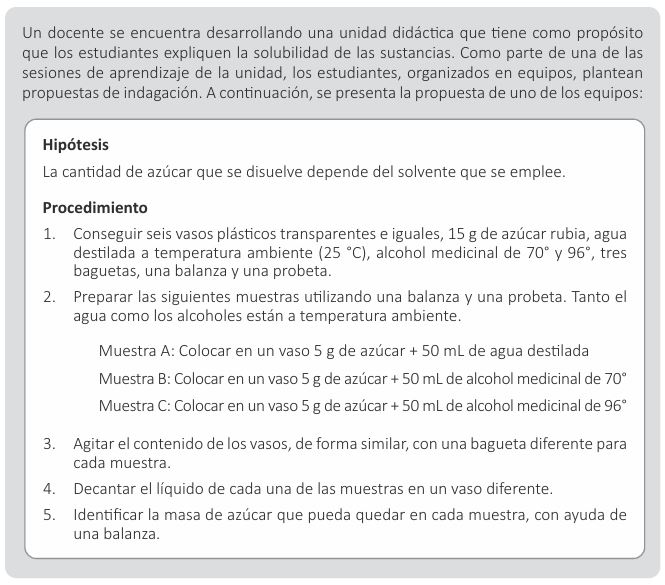 Un docente se encuentra desarrollando una unidad didáctica que tiene como propósito
que los estudiantes expliquen la solubilidad de las sustancias. Como parte de una de las
sesiones de aprendizaje de la unidad, los estudiantes, organizados en equipos, plantean
propuestas de indagación. A continuación, se presenta la propuesta de uno de los equipos:
Hipótesis
La cantidad de azúcar que se disuelve depende del solvente que se emplee.
Procedimiento
1. Conseguir seis vasos plásticos transparentes e iguales, 15 g de azúcar rubia, agua
destilada a temperatura ambiente (25 °C), alcohol medicinal de 70° y 96°, tres
baguetas, una balanza y una probeta.
2. Preparar las siguientes muestras utilizando una balanza y una probeta. Tanto el
agua como los alcoholes están a temperatura ambiente.
Muestra A: Colocar en un vaso 5 g de azúcar + 50 mL de agua destilada
Muestra B: Colocar en un vaso 5 g de azúcar + 50 mL de alcohol medicinal de 70°
Muestra C: Colocar en un vaso 5 g de azúcar + 50 mL de alcohol medicinal de 96°
3. Agitar el contenido de los vasos, de forma similar, con una bagueta diferente para
cada muestra.
4. Decantar el líquido de cada una de las muestras en un vaso diferente.
5. Identificar la masa de azúcar que pueda quedar en cada muestra, con ayuda de
una balanza.